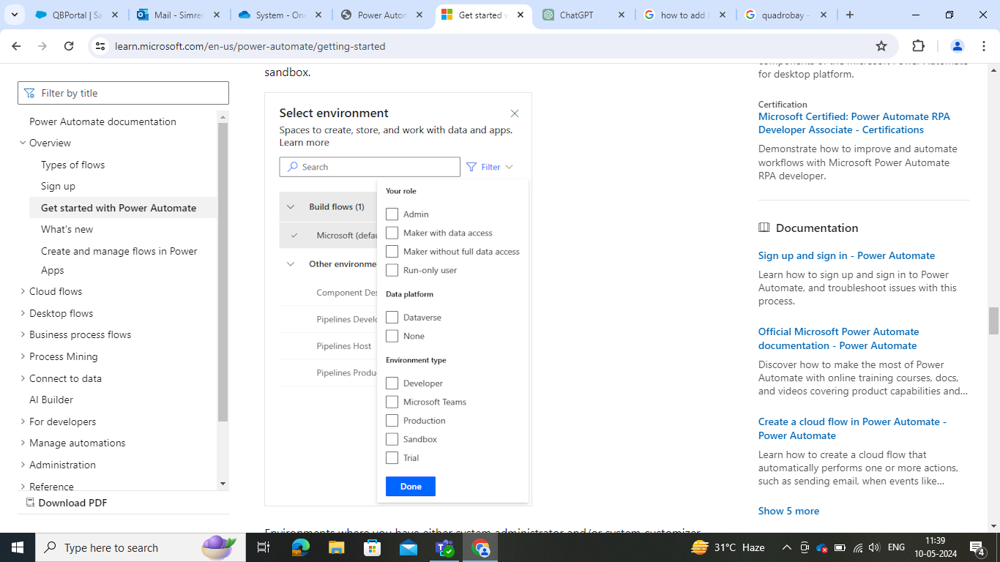 QBPortal | Sa
Mail - Simree
System - One
Power Auton
Get started w
ChatGPT
how to add l
quadrobay -
learn.microsoft.com/en-us/power-automate/getting-started
Filter by title
Power Automate documentation
Overview
Types of flows
Sign up
Get started with Power Automate
What's new
Create and manage flows in Power
Apps
Cloud flows
Desktop flows
Business process flows
Process Mining
Connect to data
AI Builder
For developers
Manage automations
Administration
Reference
Download PDF
sandbox.
Select environment
Spaces to create, store, and work with data and apps.
Learn more
Search
Filter
Build flows (1)
Microsoft (defau
Other environme
Component Des
Pipelines Develo
Pipelines Host
Pipelines Produc
Your role
Admin
Maker with data access
Maker without full data access
Run-only user
Data platform
Dataverse
None
Environment type
Developer
Microsoft Teams
Production
Sandbox
Trial
Done
Environments where you have either system administrator and/or system customizer
components of the Microsoft Power Automate
for desktop platform.
Certification
Microsoft Certified: Power Automate RPA
Developer Associate - Certifications
Demonstrate how to improve and automate
workflows with Microsoft Power Automate
RPA developer.
Documentation
Sign up and sign in - Power Automate
Learn how to sign up and sign in to Power
Automate, and troubleshoot issues with this
process.
Official Microsoft Power Automate
documentation - Power Automate
Discover how to make the most of Power
Automate with online training courses, docs,
and videos covering product capabilities and...
Create a cloud flow in Power Automate -
Power Automate
Learn how to create a cloud flow that
automatically performs one or more actions,
such as sending email, when events like...
Show 5 more
Type here to search
31°C Haze
ENG
11:39
10-05-2024
4